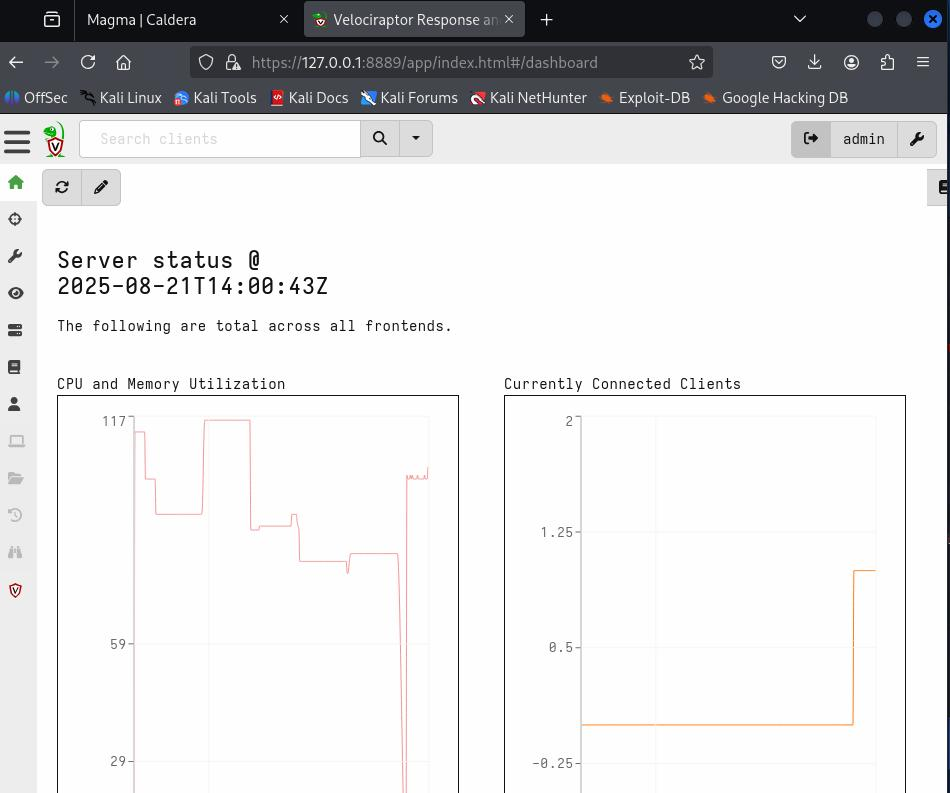 Magma | Caldera
Velociraptor Response an
https://127.0.0.1:8889/app/index.html#/dashboard
OffSec Kali Linux Kali Tools Kali Docs Kali Forums Kali NetHunter Exploit-DB Google Hacking DB
Search clients
admin
Server status @
2025-08-21T14:00:43Z
The following are total across all frontends.
CPU and Memory Utilization
117
59
29
Currently Connected Clients
2
1.25
0.5
-0.25